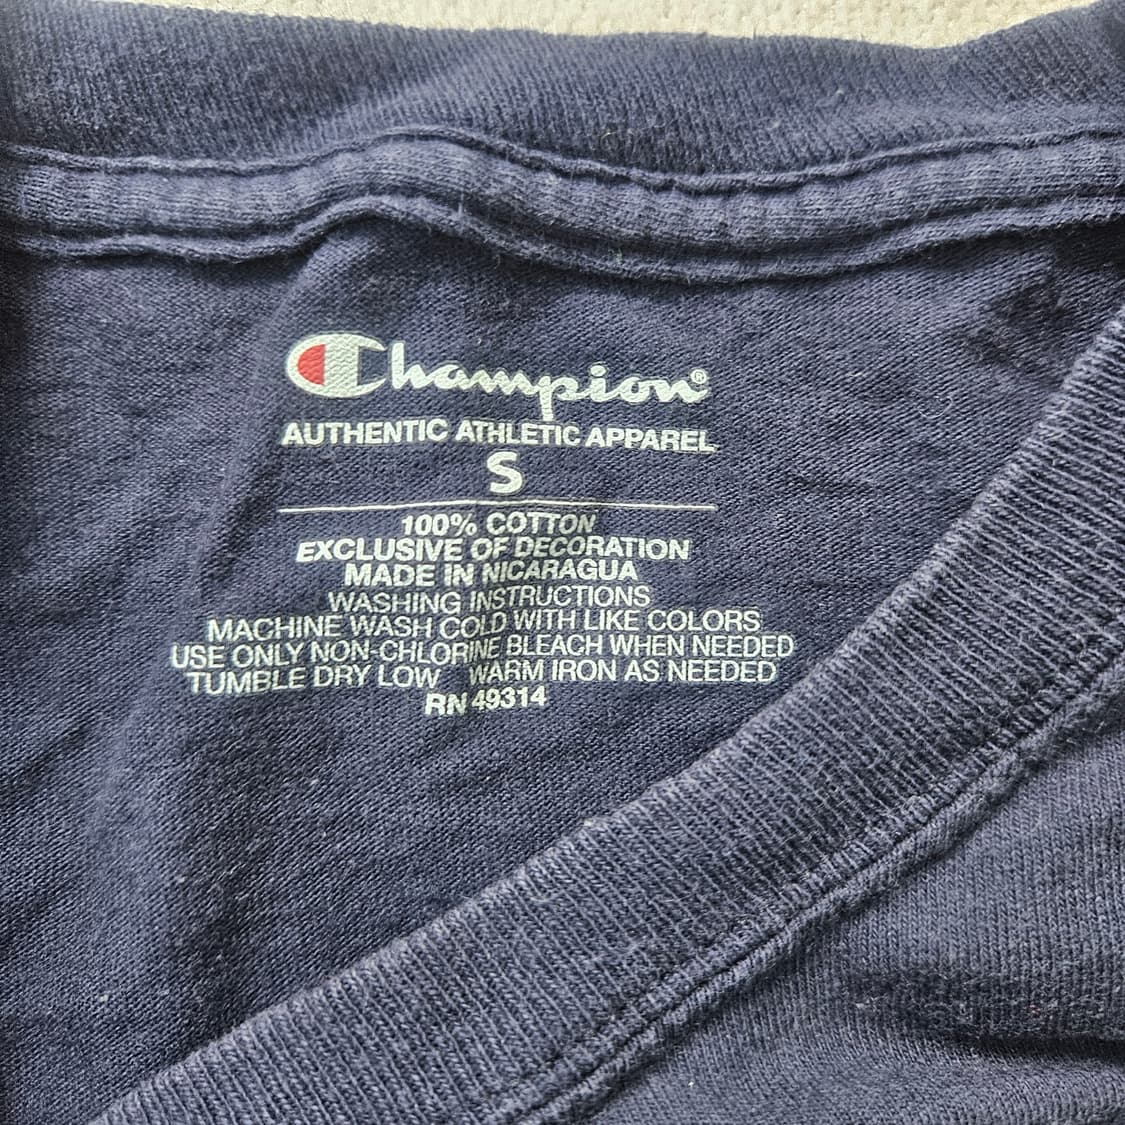 Champion®
AUTHENTIC ATHLETIC APPAREL
S
100% COTTON
EXCLUSIVE OF DECORATION
MADE IN NICARAGUA
WASHING INSTRUCTIONS
MACHINE WASH COLD WITH LIKE COLORS
USE ONLY NON-CHLORINE BLEACH WHEN NEEDED
TUMBLE DRY LOW WARM IRON AS NEEDED
RN 49314